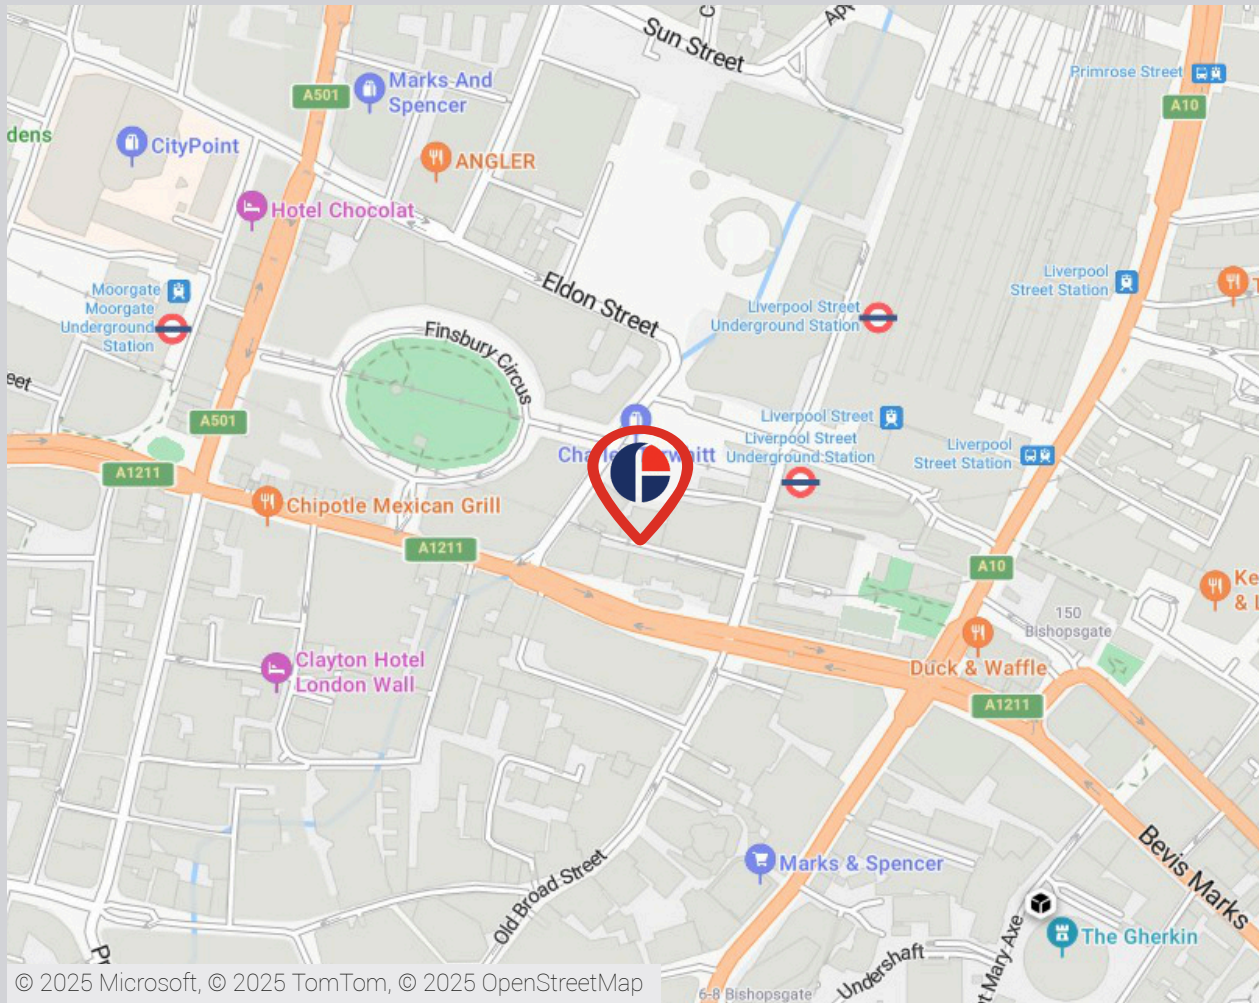 Sun Street
Primrose Street
A501
Marks And
Spencer
A10
dens
CityPoint
ANGLER
Hotel Chocolat
Moorgate
Moorgate
Underground
Station
Eldon Street
Liverpool
Street Station
Liverpool Street
Underground Station
Finsbury Circus
eet
A501
Liverpool Street
Liverpool Street
Underground Station
Liverpool
Street Station
A1211
Chipotle Mexican Grill
A1211
A10
Ke
&
150
Bishopsgate
Duck & Waffle
Clayton Hotel
London Wall
A1211
Bevis Marks
Marks & Spencer
Old Broad Street
The Gherkin
Undershaft
t Mary Axe
6-8 Bishopsgate
© 2025 Microsoft, © 2025 TomTom, © 2025 OpenStreetMap